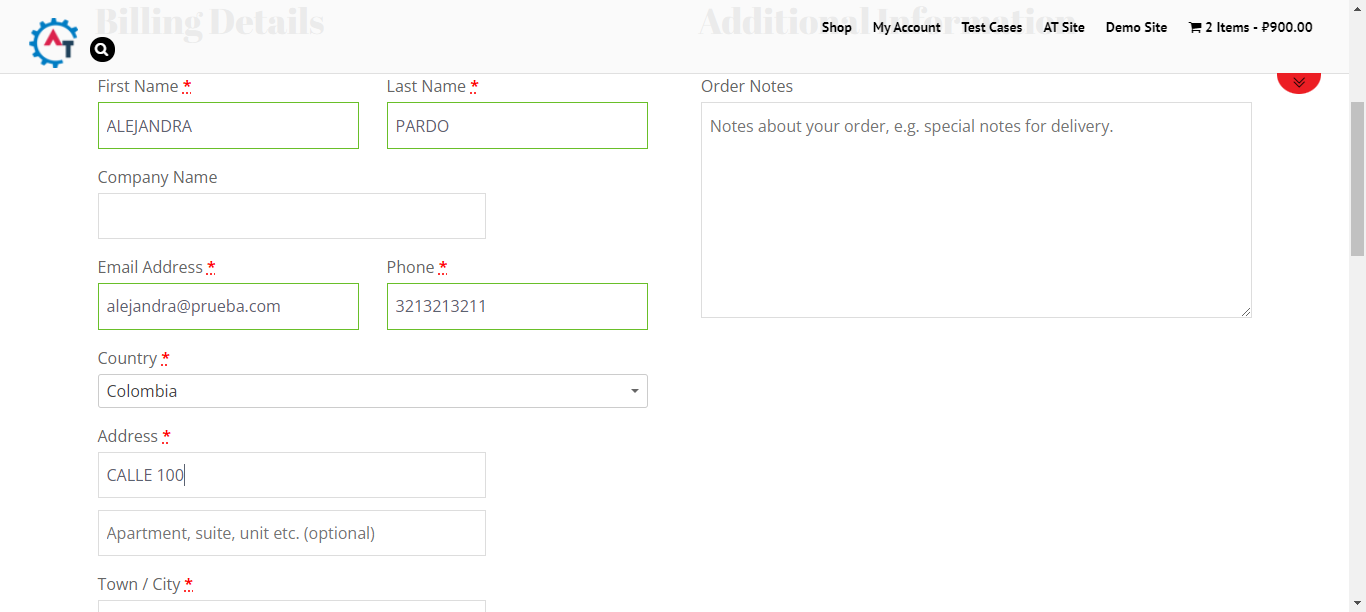 Billing Details
Additional Information
AT
Shop My Account Test Cases AT Site Demo Site 2 Items - ₽900.00
First Name *
Last Name *
ALEJANDRA
PARDO
Company Name
Email Address *
Phone *
alejandra@prueba.com
3213213211
Country *
Colombia
Address *
CALLE 100
Apartment, suite, unit etc. (optional)
Town / City *
Order Notes
Notes about your order, e.g. special notes for delivery.